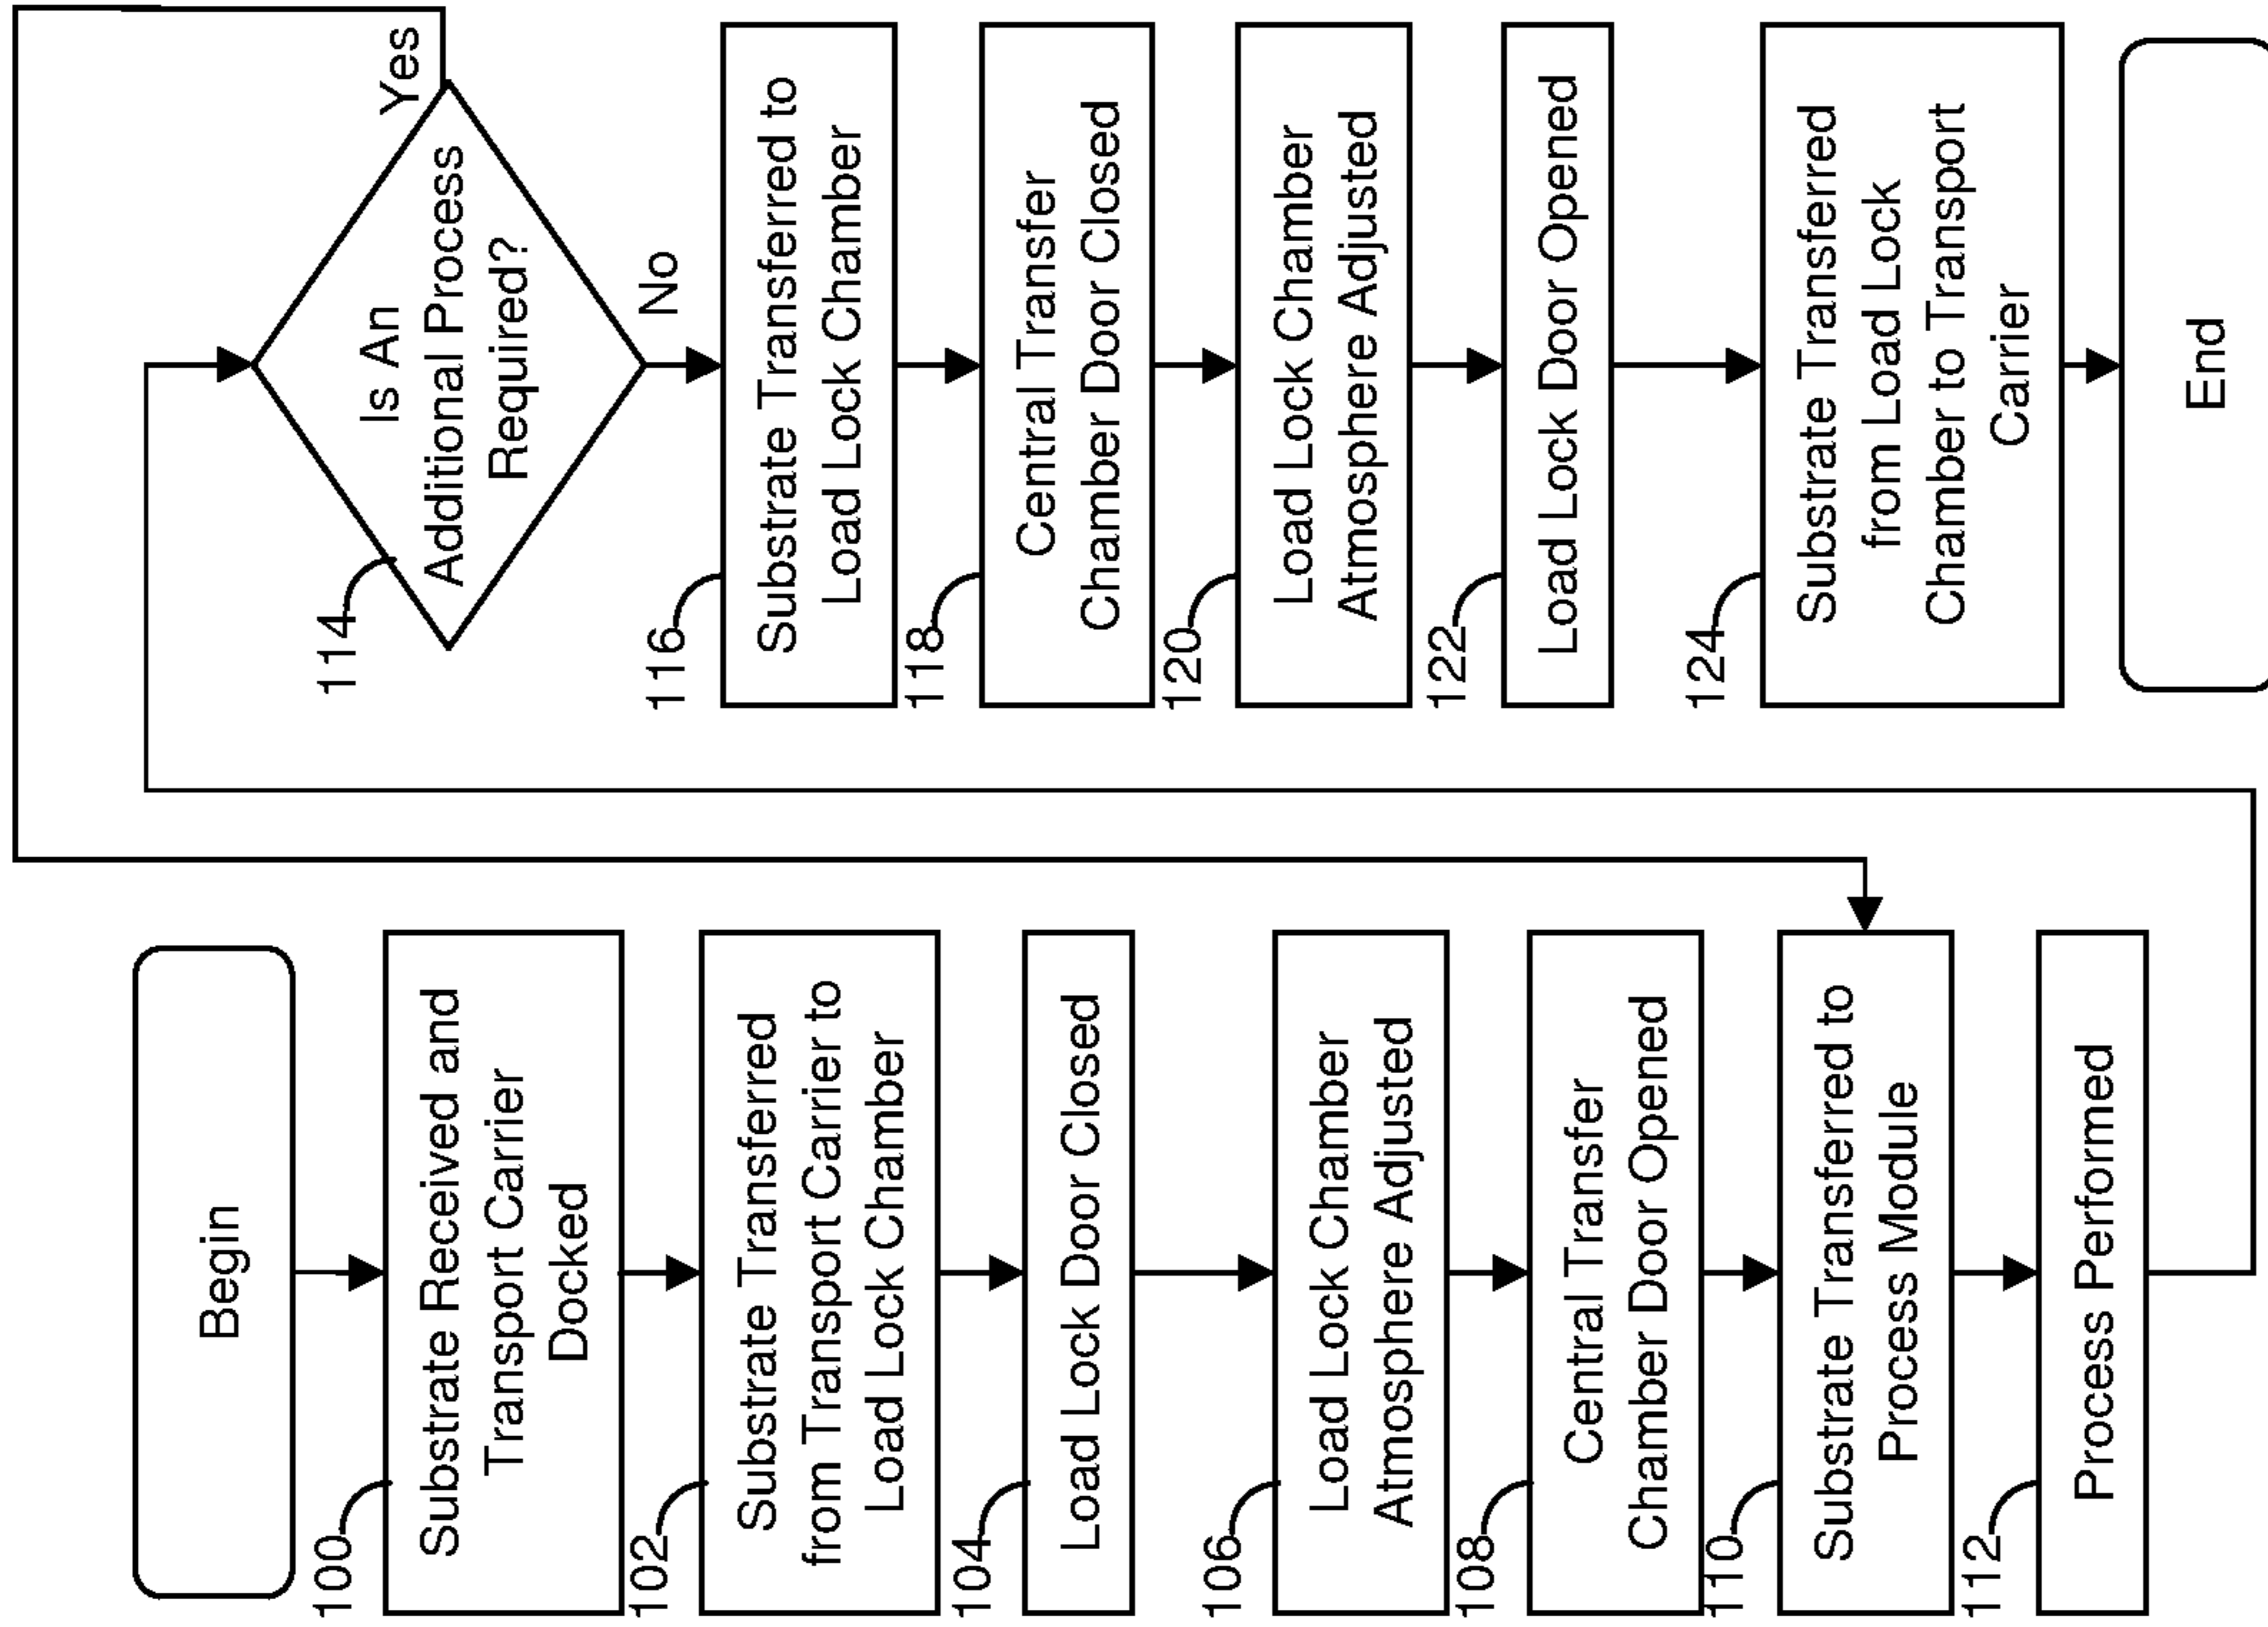 Begin
100
Substrate Received and
Transport Carrier
Docked
102
Substrate Transferred
from Transport Carrier to
Load Lock Chamber
104
Load Lock Door Closed
106
Load Lock Chamber
Atmosphere Adjusted
108
Central Transfer
Chamber Door Opened
110
Substrate Transferred to
Process Module
112
Process Performed
114
Is An
Additional Process
Required?
Yes
No
116
Substrate Transferred to
Load Lock Chamber
118
Central Transfer
Chamber Door Closed
120
Load Lock Chamber
Atmosphere Adjusted
122
Load Lock Door Opened
124
Substrate Transferred
from Load Lock
Chamber to Transport
Carrier
End